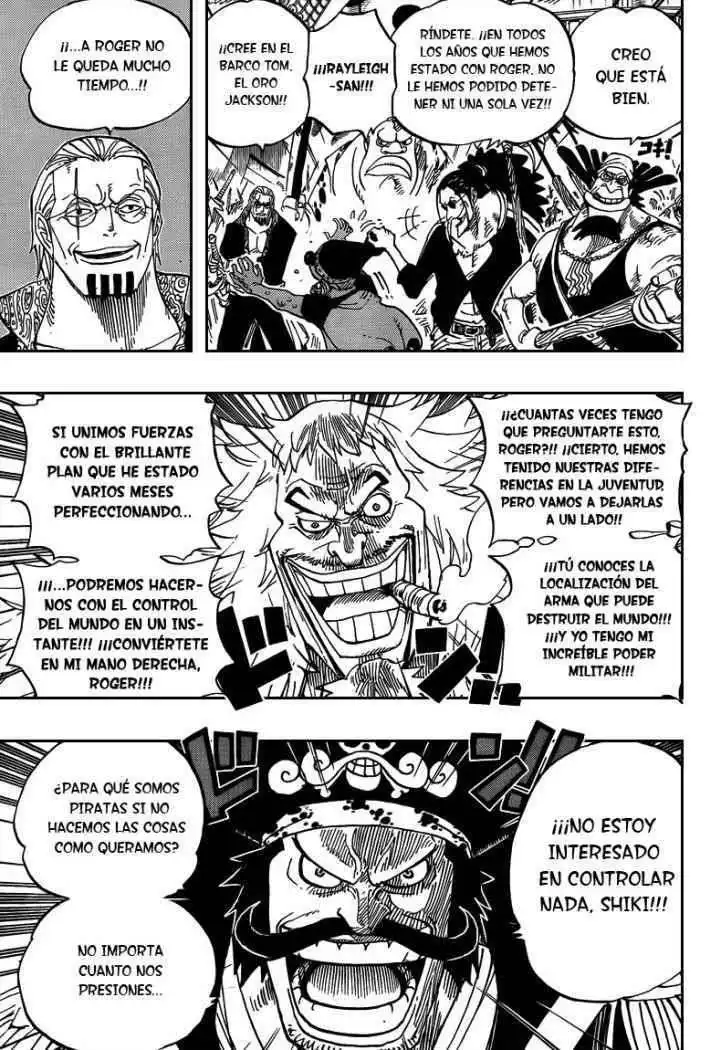 CREO
QUE ESTÁ
BIEN.
RÍNDETE. ¡¡EN TODOS
LOS AÑOS QUE HEMOS
ESTADO CON ROGER, NO
LE HEMOS PODIDO DETE-
NER NI UNA SOLA VEZ!!
¡¡¡RAYLEIGH
-SAN!!!
¡¡CREE EN EL
BARCO TOM,
EL ORO
JACKSON!!
コキ!
¡¡...A ROGER NO
LE QUEDA MUCHO
TIEMPO...!!
¡¡¿CUANTAS VECES TENGO
QUE PREGUNTARTE ESTO,
ROGER?!! ¡¡CIERTO, HEMOS
TENIDO NUESTRAS DIFE-
RENCIAS EN LA JUVENTUD,
PERO VAMOS A DEJARLAS
A UN LADO!!
¡¡¡TÚ CONOCES LA
LOCALIZACIÓN DEL
ARMA QUE PUEDE
DESTRUIR EL MUNDO!!!
¡¡¡Y YO TENGO MI
INCREÍBLE PODER
MILITAR!!!
SI UNIMOS FUERZAS
CON EL BRILLANTE
PLAN QUE HE ESTADO
VARIOS MESES
PERFECCIONANDO...
¡¡¡...PODREMOS HACER-
NOS CON EL CONTROL
DEL MUNDO EN UN INS-
TANTE!!! ¡¡¡CONVIÉRTETE
EN MI MANO DERECHA,
ROGER!!!
ドン
¡¡¡NO ESTOY
INTERESADO
EN CONTROLAR
NADA, SHIKI!!!
¿PARA QUÉ SOMOS
PIRATAS SI NO
HACEMOS LAS COSAS
COMO QUERAMOS?
NO IMPORTA
CUANTO NOS
PRESIONES...